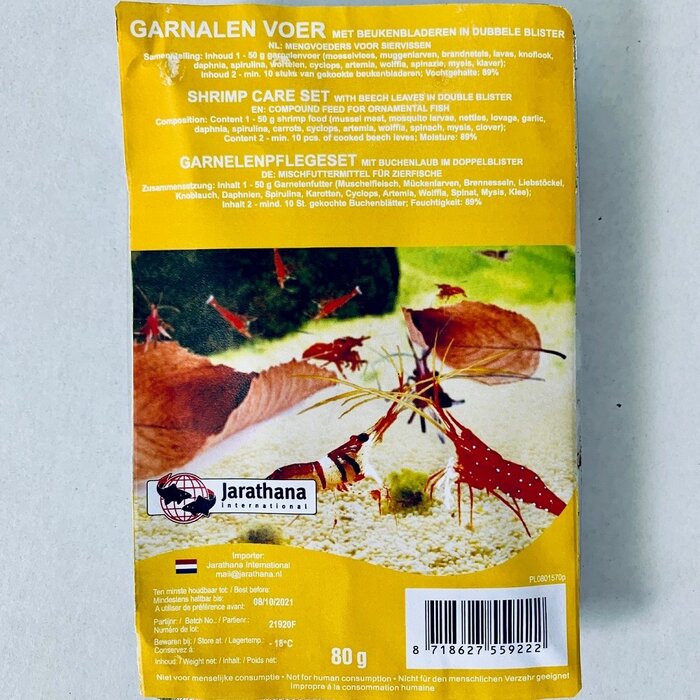 GARNALEN VOER MET BEUKENBLADEREN IN DUBBELE BLISTER
NL: MENGVOEDERS VOOR SIERVISSEN
Samenstelling: Inhoud 1 - 50 g garnelenvoer (mosselvlees, muggenlarven, brandnetels, lavas, knoflook,
daphnia, spirulina, wortelen, cyclops, artemia, wolffia, spinazie, mysis, klaver);
Inhoud 2 - min. 10 stuks van gekookte beukenbladeren; Vochtgehalte: 89%
SHRIMP CARE SET WITH BEECH LEAVES IN DOUBLE BLISTER
EN: COMPOUND FEED FOR ORNAMENTAL FISH
Composition: Content 1 - 50 g shrimp food (mussel meat, mosquito larvae, nettles, lovage, garlic,
daphnia, spirulina, carrots, cyclops, artemia, wolffia, spinach, mysis, clover);
Content 2 - min. 10 pcs. of cooked beech leves; Moisture: 89%
GARNELENPFLEGESET MIT BUCHENLAUB IM DOPPELBLISTER
DE: MISCHFUTTERMITTEL FÜR ZIERFISCHE
Zusammensetzung: Inhalt 1 - 50 g Garnelenfutter (Muschelfleisch, Mückenlarven, Brennesseln, Liebstöckel,
Knoblauch, Daphnien, Spirulina, Karotten, Cyclops, Artemia, Wolffia, Spinat, Mysis, Klee);
Inhalt 2 - mind. 10 St. gekochte Buchenblätter; Feuchtigkeit: 89%
Jarathana
international
Importer:
Jarathana International
mail@jarathana.nl
PL0801570p
Ten minste houdbaar tot: / Best before:
Mindestens haltbar bis:
A utiliser de préférence avant: 08/10/2021
Partijnr: / Batch No.: / Partienr.:
Numéro de lot: 21920F
Bewaren bij: / Store at: / Lagertemp.:
Conservez à: - 18°C
Inhoud: / Weight net: / Inhalt: / Poids net: 80 g
8 718627 559222
Niet voor menselijke consumptie - Not for human consumption - Nicht für den menschlichen Verzehr geeignet
Impropre à la consommation humaine